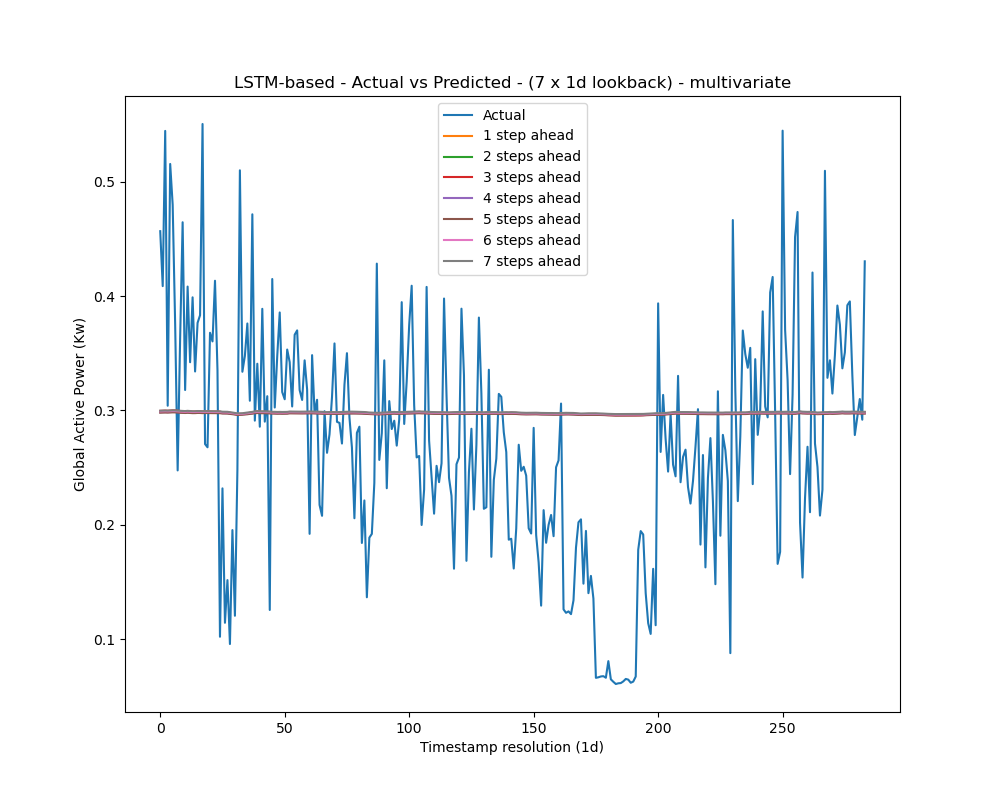 LSTM-based - Actual vs Predicted - (7 x 1d lookback) - multivariate
Actual
1 step ahead
2 steps ahead
3 steps ahead
4 steps ahead
5 steps ahead
6 steps ahead
7 steps ahead
Global Active Power (Kw)
0.5
0.4
0.3
0.2
0.1
0 50 100 150 200 250
Timestamp resolution (1d)